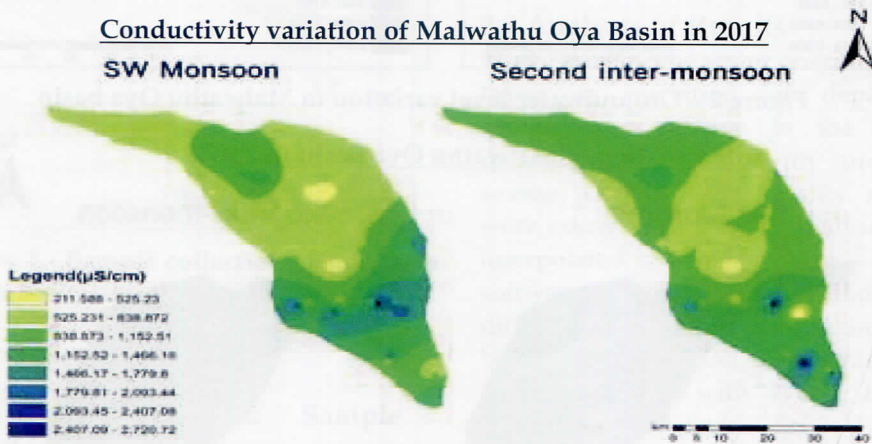 Conductivity variation of Malwathu Oya Basin in 2017
N
SW Monsoon
Second inter-monsoon
Legend(µS/cm)
211.588 - 525.23
525.231 - 838.872
838.873 - 1,152.51
1,152.52 - 1,466.16
1,466.17 - 1,779.8
1,779.81 - 2,093.44
2,093.45 - 2,407.08
2,407.09 - 2,720.72
Sample
km
0 5 10 20 30 40